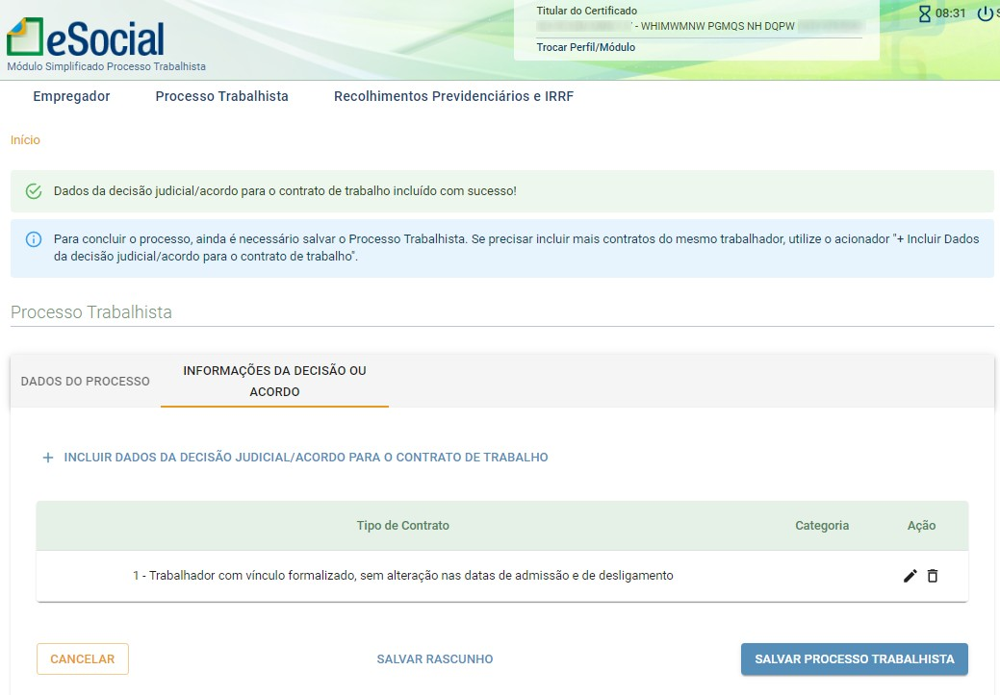 eSocial
Módulo Simplificado Processo Trabalhista
Titular do Certificado
- WHIMWMNW PGMQS NH DQPW
Trocar Perfil/Módulo
08:31
Empregador
Processo Trabalhista
Recolhimentos Previdenciários e IRRF
Início
Dados da decisão judicial/acordo para o contrato de trabalho incluído com sucesso!
Para concluir o processo, ainda é necessário salvar o Processo Trabalhista. Se precisar incluir mais contratos do mesmo trabalhador, utilize o acionador "+ Incluir Dados
da decisão judicial/acordo para o contrato de trabalho".
Processo Trabalhista
DADOS DO PROCESSO
INFORMAÇÕES DA DECISÃO OU
ACORDO
+ INCLUIR DADOS DA DECISÃO JUDICIAL/ACORDO PARA O CONTRATO DE TRABALHO
Tipo de Contrato
Categoria
Ação
1 - Trabalhador com vínculo formalizado, sem alteração nas datas de admissão e de desligamento
CANCELAR
SALVAR RASCUNHO
SALVAR PROCESSO TRABALHISTA